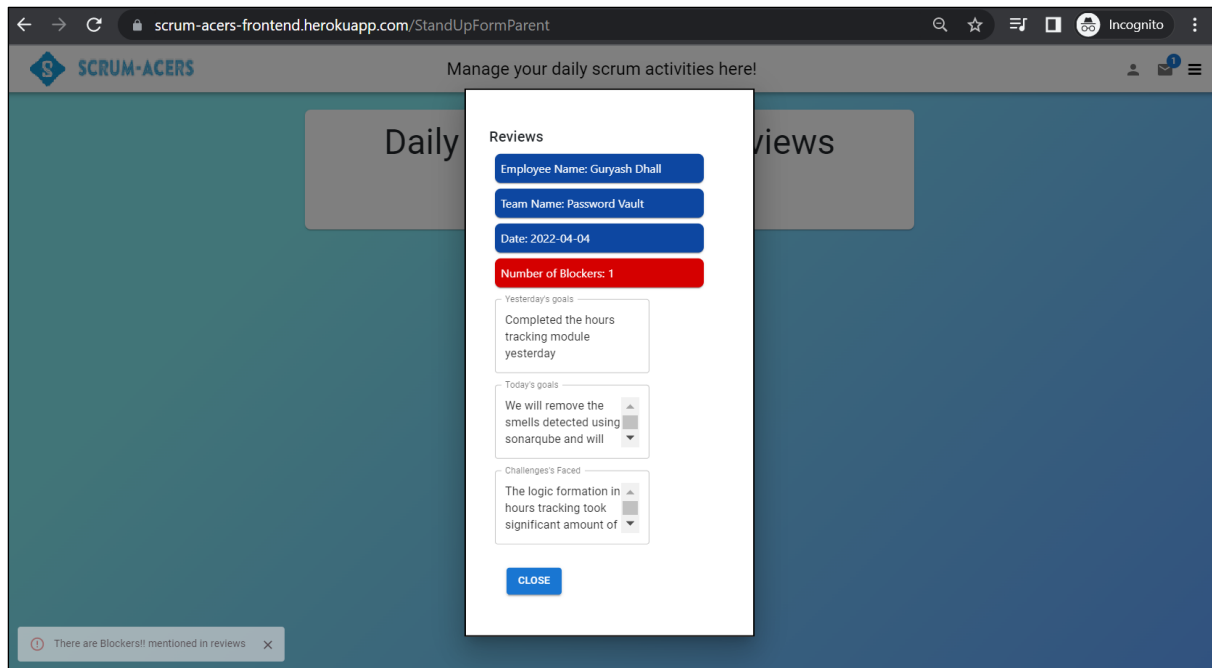 scrum-acers-frontend.herokuapp.com/StandUpFormParent
Incognito
SCRUM-ACERS
Manage your daily scrum activities here!
1
Daily
views
Reviews
Employee Name: Guryash Dhall
Team Name: Password Vault
Date: 2022-04-04
Number of Blockers: 1
Yesterday's goals
Completed the hours
tracking module
yesterday
Today's goals
We will remove the
smells detected using
sonarqube and will
Challenges's Faced
The logic formation in
hours tracking took
significant amount of
CLOSE
There are Blockers!! mentioned in reviews